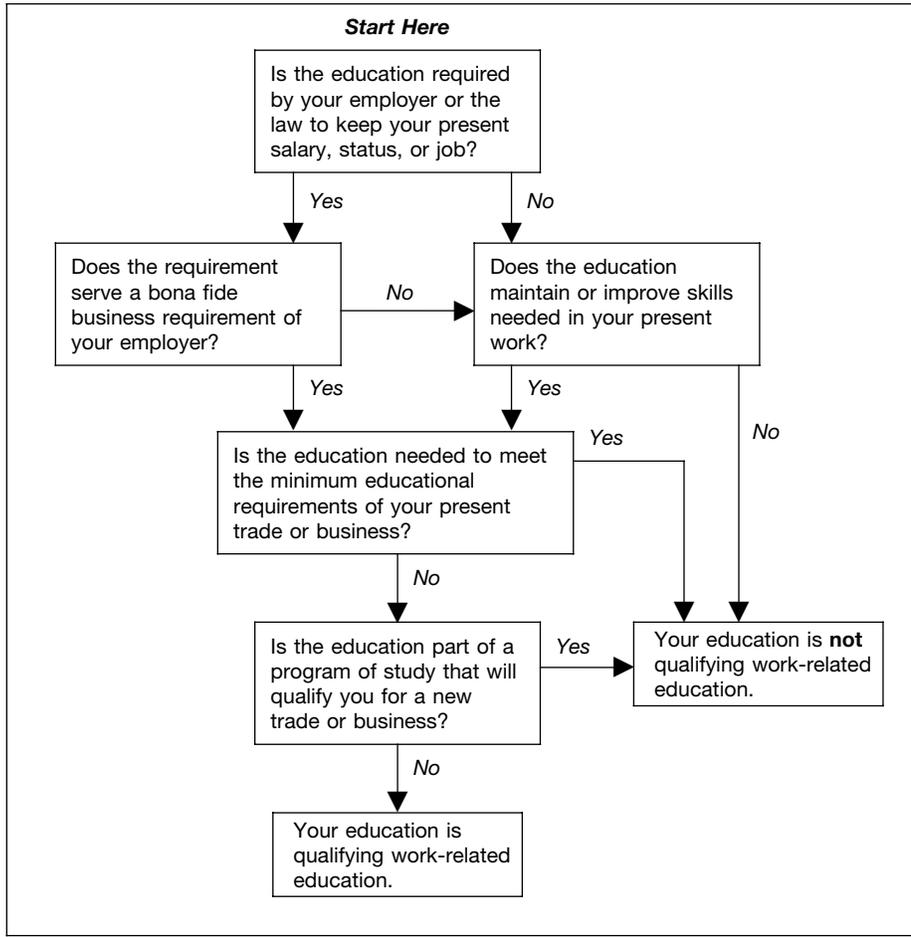 Start Here
Is the education required
by your employer or the
law to keep your present
salary, status, or job?
Yes
No
Does the requirement
serve a bona fide
business requirement of
your employer?
No
Does the education
maintain or improve skills
needed in your present
work?
Yes
Yes
No
Is the education needed to meet
the minimum educational
requirements of your present
trade or business?
Yes
No
Is the education part of a
program of study that will
qualify you for a new
trade or business?
Yes
Your education is not
qualifying work-related
education.
No
Your education is
qualifying work-related
education.